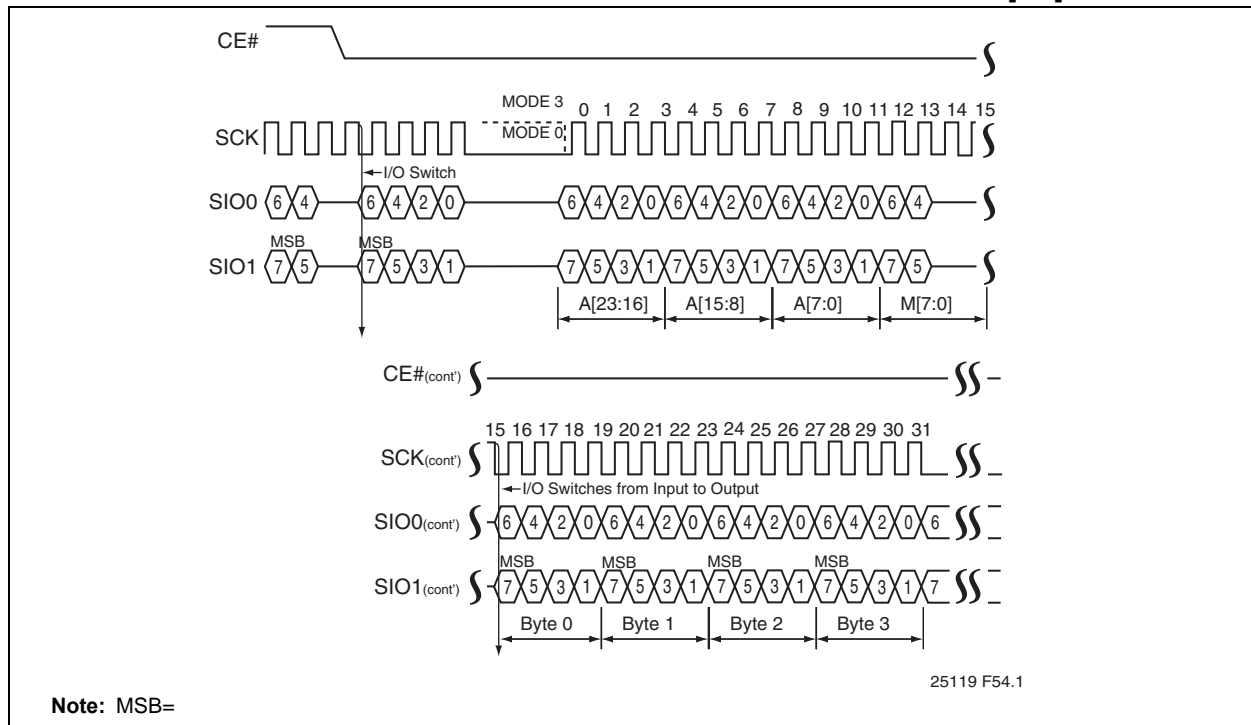 CE#
MODE 3
0 1 2 3 4 5 6 7 8 9 10 11 12 13 14 15
SCK
MODE 0
I/O Switch
SIO0 6 4 6 4 2 0 6 4 2 0 6 4 2 0 6 4 2 0 6 4
MSB MSB
SIO1 7 5 7 5 3 1 7 5 3 1 7 5 3 1 7 5 3 1 7 5
A[23:16] A[15:8] A[7:0] M[7:0]
CE#(cont')
15 16 17 18 19 20 21 22 23 24 25 26 27 28 29 30 31
SCK(cont')
I/O Switches from Input to Output
SIO0(cont') 6 4 2 0 6 4 2 0 6 4 2 0 6 4 2 0 6
MSB MSB MSB MSB
SIO1(cont') 7 5 3 1 7 5 3 1 7 5 3 1 7 5 3 1 7
Byte 0 Byte 1 Byte 2 Byte 3
25119 F54.1
Note: MSB=